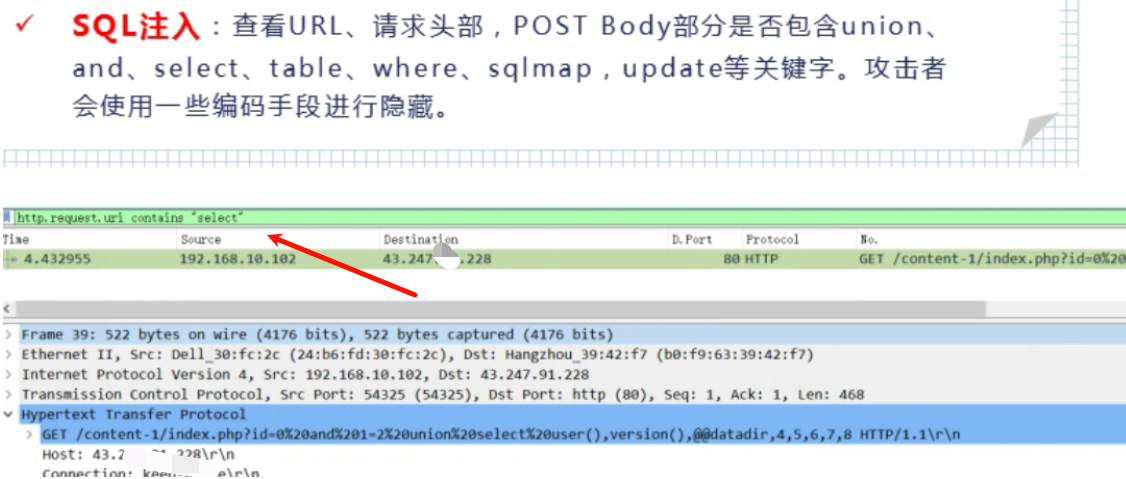 ✓ SQL注入：查看URL、请求头部，POST Body部分是否包含union、
and、select、table、where、sqlmap，update等关键字。攻击者
会使用一些编码手段进行隐藏。
http.request.uri contains "select"
Time Source Destination D.Port Protocol No.
4.432955 192.168.10.102 43.247. .228 80 HTTP GET /content-1/index.php?id=0%20
Frame 39: 522 bytes on wire (4176 bits), 522 bytes captured (4176 bits)
Ethernet II, Src: Dell_30:fc:2c (24:b6:fd:30:fc:2c), Dst: Hangzhou_39:42:f7 (b0:f9:63:39:42:f7)
Internet Protocol Version 4, Src: 192.168.10.102, Dst: 43.247.91.228
Transmission Control Protocol, Src Port: 54325 (54325), Dst Port: http (80), Seq: 1, Ack: 1, Len: 468
Hypertext Transfer Protocol
GET /content-1/index.php?id=0%20and%201=2%20union%20select%20user(),version(),@@datadir,4,5,6,7,8 HTTP/1.1\r\n
Host: 43.2 .228\r\n
Connection: keep- e\r\n